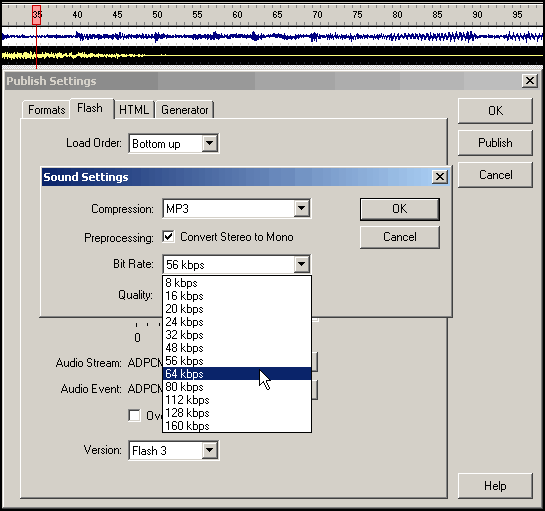 35 40 45 50 55 60 65 70 75 80 85 90 95
Publish Settings
Formats Flash HTML Generator
OK
Load Order: Bottom up
Publish
Cancel
Sound Settings
Compression: MP3
OK
Preprocessing: Convert Stereo to Mono
Cancel
Bit Rate: 56 kbps
8 kbps
16 kbps
Quality:
20 kbps
24 kbps
32 kbps
0
48 kbps
56 kbps
Audio Stream: ADPCM
64 kbps
80 kbps
Audio Event: ADPCM
112 kbps
128 kbps
160 kbps
Version: Flash 3
Help